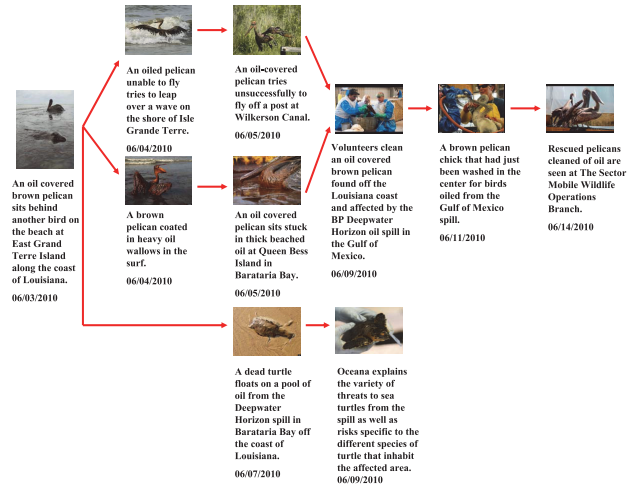 An oil covered
brown pelican
sits behind
another bird on
the beach at
East Grand
Terre Island
along the coast
of Louisiana.
06/03/2010
An oiled pelican
unable to fly
tries to leap
over a wave on
the shore of Isle
Grande Terre.
06/04/2010
An oil-covered
pelican tries
unsuccessfully to
fly off a post at
Wilkerson Canal.
06/05/2010
A brown
pelican coated
in heavy oil
wallows in the
surf.
06/04/2010
An oil covered
pelican sits stuck
in thick beached
oil at Queen Bess
Island in
Barataria Bay.
06/05/2010
Volunteers clean
an oil covered
brown pelican
found off the
Louisiana coast
and affected by the
BP Deepwater
Horizon oil spill in
the Gulf of
Mexico.
06/09/2010
A brown pelican
chick that had just
been washed in the
center for birds
oiled from the
Gulf of Mexico
spill.
06/11/2010
Rescued pelicans
cleaned of oil are
seen at The Sector
Mobile Wildlife
Operations
Branch.
06/14/2010
A dead turtle
floats on a pool of
oil from the
Deepwater
Horizon spill in
Barataria Bay off
the coast of
Louisiana.
06/07/2010
Oceana explains
the variety of
threats to sea
turtles from the
spill as well as
risks specific to the
different species of
turtle that inhabit
the affected area.
06/09/2010